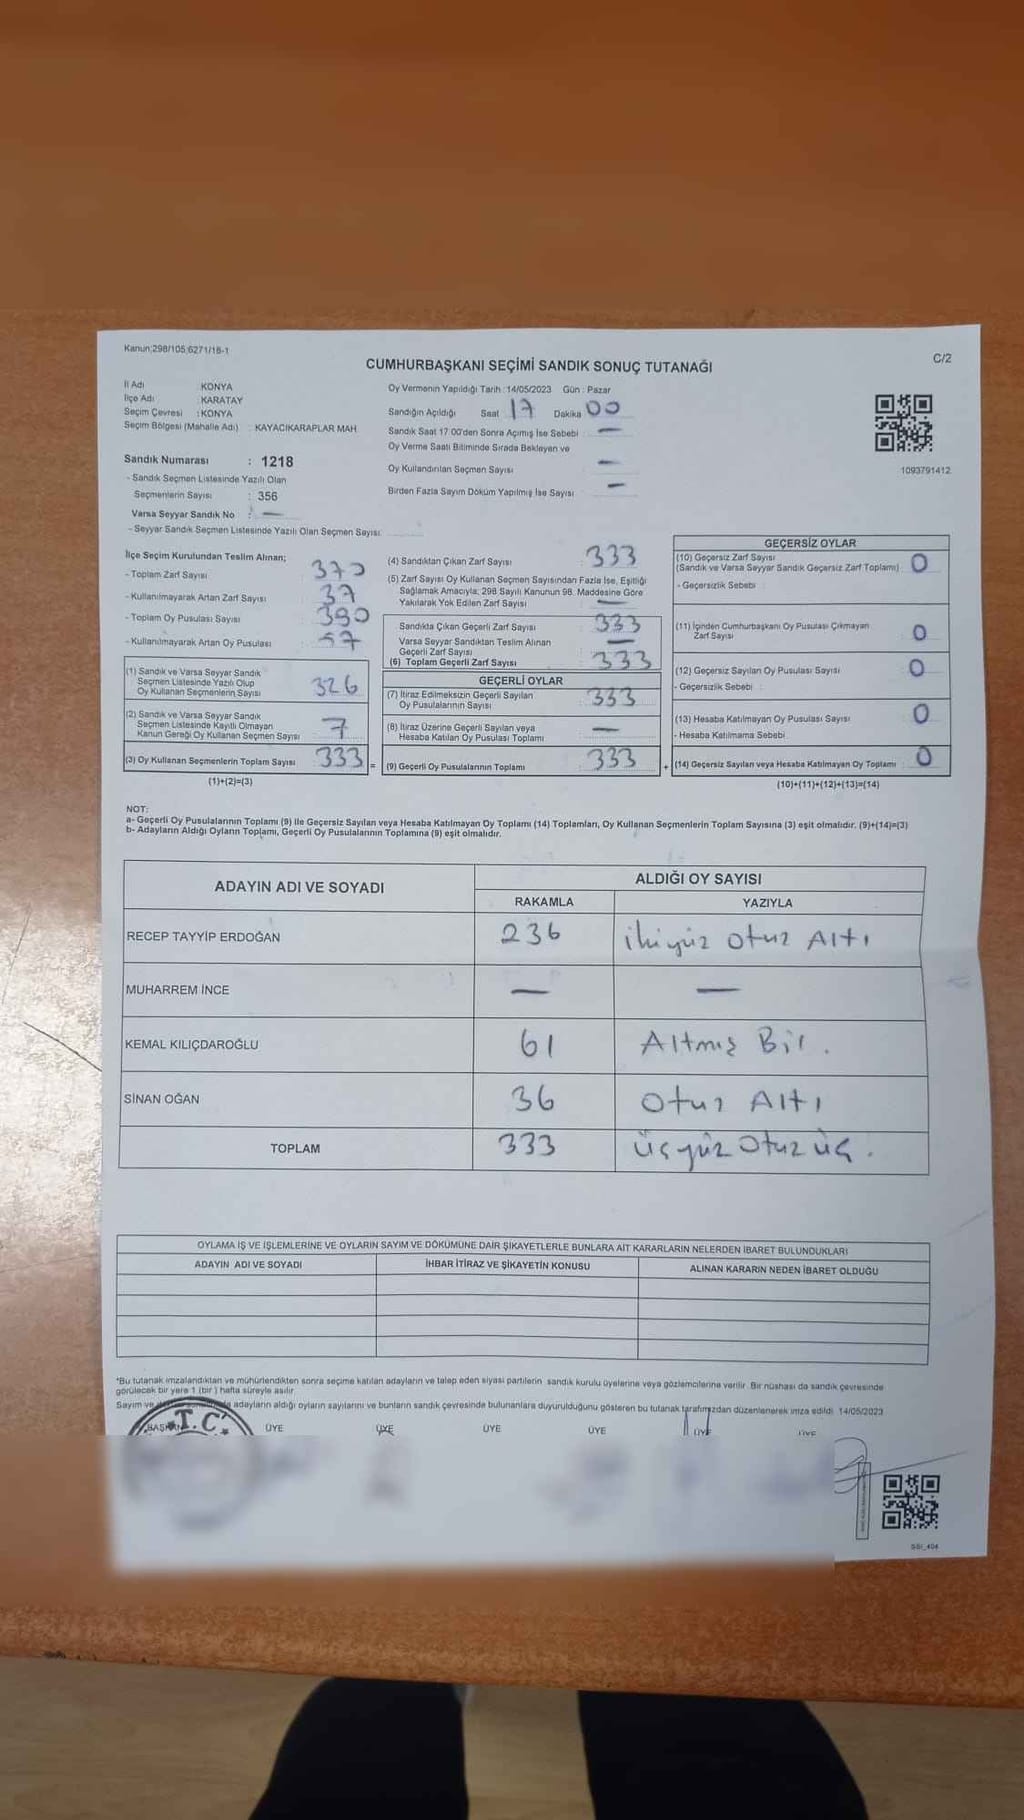 Kanun:298/105;6271/16-1
CUMHURBAŞKANI SEÇİMİ SANDIK SONUÇ TUTANAĞI
C/2
İl Adı : KONYA
İlçe Adı : KARATAY
Seçim Çevresi : KONYA
Seçim Bölgesi (Mahalle Adı) : KAYACIKARAPLAR MAH.
Sandık Numarası : 1218
- Sandık Seçmen Listesinde Yazılı Olan
Seçmenlerin Sayısı : 356
Varsa Seyyar Sandık No : —
- Seyyar Sandık Seçmen Listesinde Yazılı Olan Seçmen Sayısı:
Oy Vermenin Yapıldığı Tarih : 14/05/2023 Gün : Pazar
Sandığın Açıldığı Saat 17 Dakika 00
Sandık Saat 17:00'den Sonra Açımış İse Sebebi : —
Oy Verme Saati Bitiminde Sırada Bekleyen ve
Oy Kullandırılan Seçmen Sayısı : —
Birden Fazla Sayım Döküm Yapılmış İse Sayısı : —
1093791412
İlçe Seçim Kurulundan Teslim Alınan;
- Toplam Zarf Sayısı : 370
- Kullanılmayarak Artan Zarf Sayısı : 37
- Toplam Oy Pusulası Sayısı : 390
- Kullanılmayarak Artan Oy Pusulası : 57
(1) Sandık ve Varsa Seyyar Sandık
Seçmen Listesinde Yazılı Olup
Oy Kullanan Seçmenlerin Sayısı : 326
(2) Sandık ve Varsa Seyyar Sandık
Seçmen Listesinde Kayıtlı Olmayan
Kanun Gereği Oy Kullanan Seçmen Sayısı : 7
(3) Oy Kullanan Seçmenlerin Toplam Sayısı : 333 =
(1)+(2)=(3)
(4) Sandıktan Çıkan Zarf Sayısı : 333
(5) Zarf Sayısı Oy Kullanan Seçmen Sayısından Fazla İse, Eşitliği
Sağlamak Amacıyla; 298 Sayılı Kanunun 98. Maddesine Göre
Yakılarak Yok Edilen Zarf Sayısı : —
Sandıkta Çıkan Geçerli Zarf Sayısı : 333
Varsa Seyyar Sandıktan Teslim Alınan
Geçerli Zarf Sayısı : —
(6) Toplam Geçerli Zarf Sayısı : 333
GEÇERLİ OYLAR
(7) İtiraz Edilmeksizin Geçerli Sayılan
Oy Pusulalarının Sayısı : 333
(8) İtiraz Üzerine Geçerli Sayılan veya
Hesaba Katılan Oy Pusulası Toplamı : —
(9) Geçerli Oy Pusulalarının Toplamı : 333 +
GEÇERSİZ OYLAR
(10) Geçersiz Zarf Sayısı
(Sandık ve Varsa Seyyar Sandık Geçersiz Zarf Toplamı) : 0
- Geçersizlik Sebebi :
(11) İçinden Cumhurbaşkanı Oy Pusulası Çıkmayan
Zarf Sayısı : 0
(12) Geçersiz Sayılan Oy Pusulası Sayısı : 0
- Geçersizlik Sebebi :
(13) Hesaba Katılmayan Oy Pusulası Sayısı : 0
- Hesaba Katılmama Sebebi :
(14) Geçersiz Sayılan veya Hesaba Katılmayan Oy Toplamı : 0
(10)+(11)+(12)+(13)=(14)
NOT:
a- Geçerli Oy Pusulalarının Toplamı (9) ile Geçersiz Sayılan veya Hesaba Katılmayan Oy Toplamı (14) Toplamları, Oy Kullanan Seçmenlerin Toplam Sayısına (3) eşit olmalıdır. (9)+(14)=(3)
b- Adayların Aldığı Oyların Toplamı, Geçerli Oy Pusulalarının Toplamına (9) eşit olmalıdır.
ADAYIN ADI VE SOYADI ALDIĞI OY SAYISI
RAKAMLA YAZIYLA
RECEP TAYYİP ERDOĞAN 236 ikiyüz otuz Altı
MUHARREM İNCE — —
KEMAL KILIÇDAROĞLU 61 Altmış Bir.
SİNAN OĞAN 36 otuz Altı
TOPLAM 333 üçyüz otuz üç.
OYLAMA İŞ VE İŞLEMLERİNE VE OYLARIN SAYIM VE DÖKÜMÜNE DAİR ŞİKAYETLERLE BUNLARA AİT KARARLARIN NELERDEN İBARET BULUNDUKLARI
ADAYIN ADI VE SOYADI İHBAR İTİRAZ VE ŞİKAYETİN KONUSU ALINAN KARARIN NEDEN İBARET OLDUĞU
*Bu tutanak imzalandıktan ve mühürlendikten sonra seçime katılan adayların ve talep eden siyasi partilerin sandık kurulu üyelerine veya gözlemcilerine verilir. Bir nüshası da sandık çevresinde
görülecek bir yere 1 (bir) hafta süreyle asılır.
Sayım ve adayların aldığı oyların sayılarını ve bunların sandık çevresinde bulunanlara duyurulduğunu gösteren bu tutanak tarafımızdan düzenlenerek imza edildi. 14/05/2023
T.C.
BAŞKAN ÜYE ÜYE ÜYE ÜYE ÜYE ÜYE